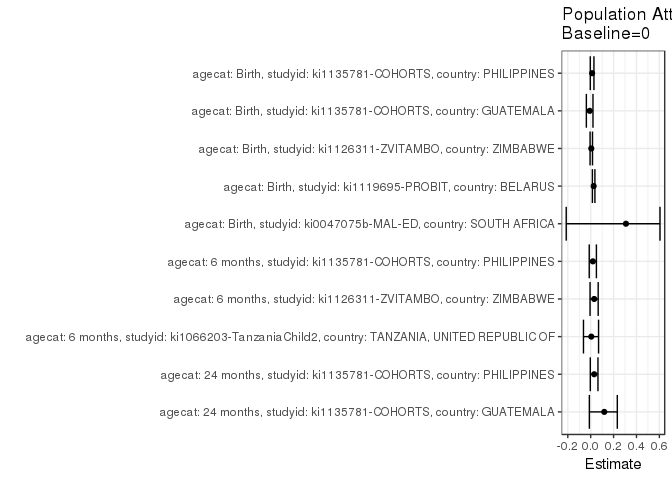 Population Att
Baseline=0
agecat: Birth, studyid: ki1135781-COHORTS, country: PHILIPPINES
agecat: Birth, studyid: ki1135781-COHORTS, country: GUATEMALA
agecat: Birth, studyid: ki1126311-ZVITAMBO, country: ZIMBABWE
agecat: Birth, studyid: ki1119695-PROBIT, country: BELARUS
agecat: Birth, studyid: ki0047075b-MAL-ED, country: SOUTH AFRICA
agecat: 6 months, studyid: ki1135781-COHORTS, country: PHILIPPINES
agecat: 6 months, studyid: ki1126311-ZVITAMBO, country: ZIMBABWE
agecat: 6 months, studyid: ki1066203-TanzaniaChild2, country: TANZANIA, UNITED REPUBLIC OF
agecat: 24 months, studyid: ki1135781-COHORTS, country: PHILIPPINES
agecat: 24 months, studyid: ki1135781-COHORTS, country: GUATEMALA
-0.2 0.0 0.2 0.4 0.6
Estimate